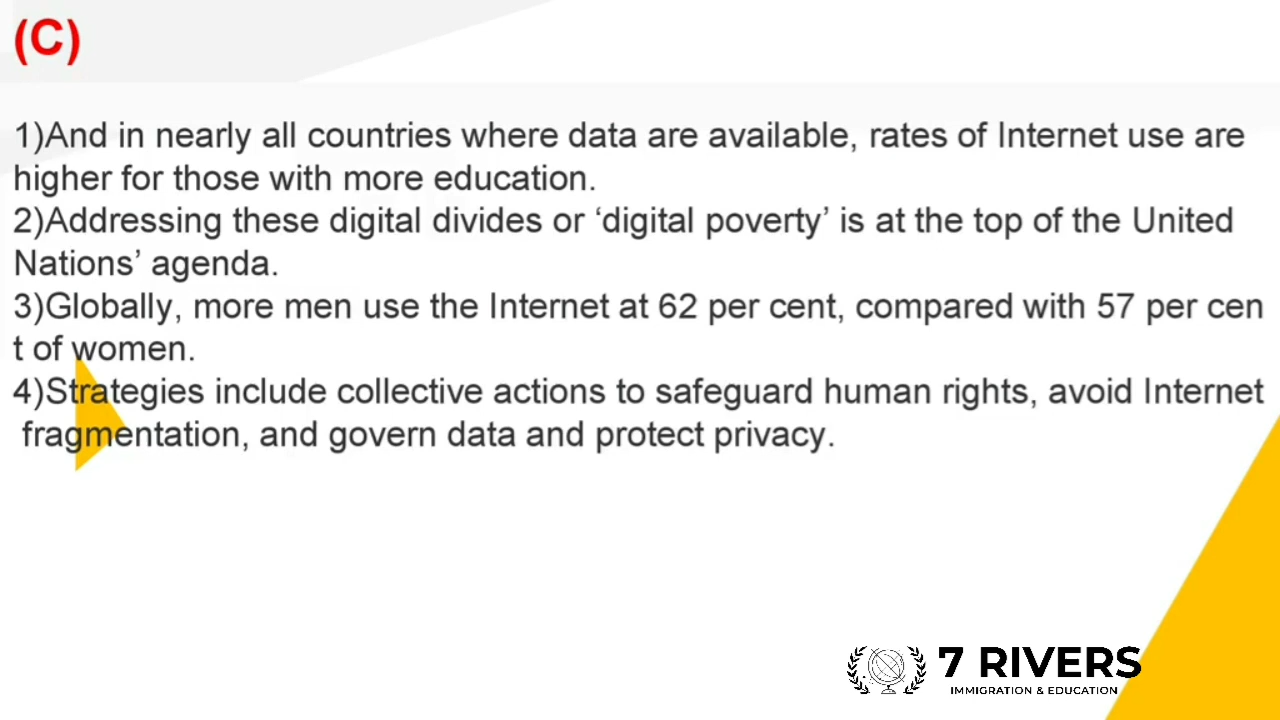 (C)
1)And in nearly all countries where data are available, rates of Internet use are
higher for those with more education.
2)Addressing these digital divides or ‘digital poverty’ is at the top of the United
Nations’ agenda.
3)Globally, more men use the Internet at 62 per cent, compared with 57 per cen
t of women.
4)Strategies include collective actions to safeguard human rights, avoid Internet
fragmentation, and govern data and protect privacy.
7 RIVERS
IMMIGRATION & EDUCATION